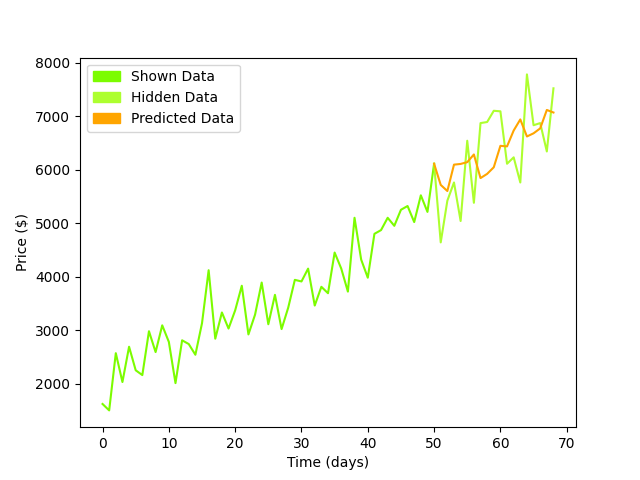 8000
7000
6000
5000
4000
3000
2000
Price ($)
Shown Data
Hidden Data
Predicted Data
0 10 20 30 40 50 60 70
Time (days)